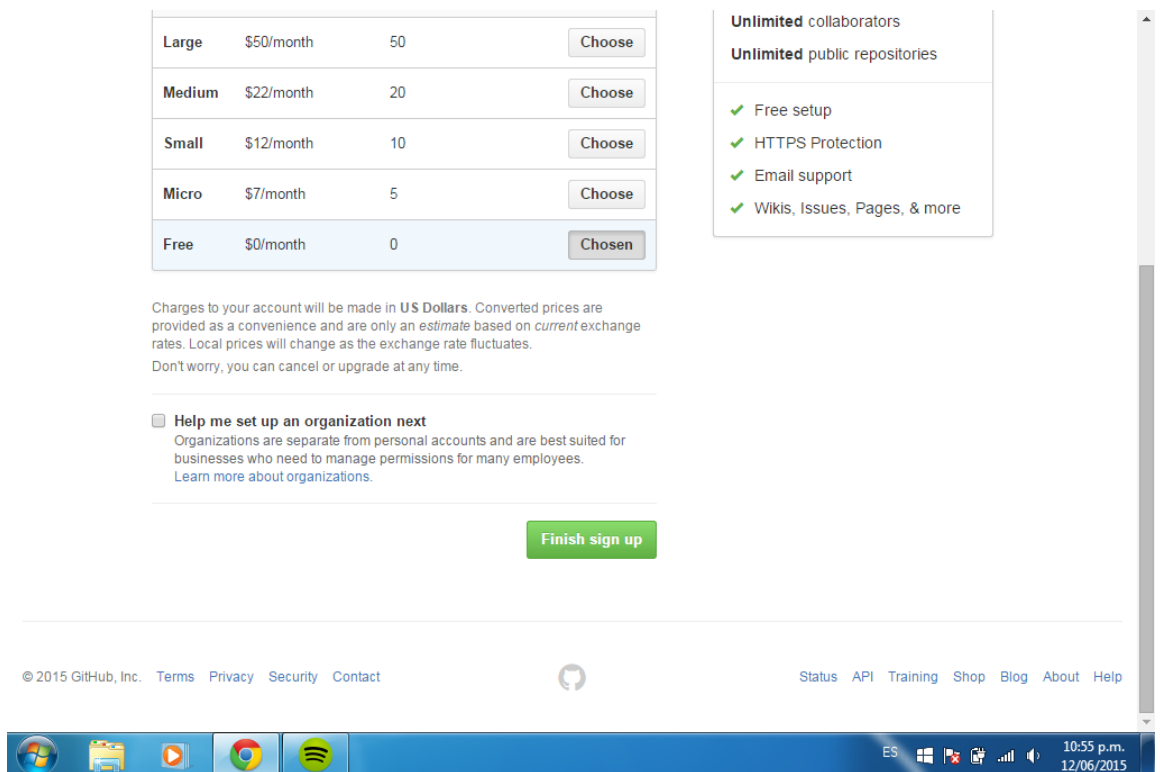 Large $50/month 50 Choose
Medium $22/month 20 Choose
Small $12/month 10 Choose
Micro $7/month 5 Choose
Free $0/month 0 Chosen
Charges to your account will be made in US Dollars. Converted prices are
provided as a convenience and are only an estimate based on current exchange
rates. Local prices will change as the exchange rate fluctuates.
Don't worry, you can cancel or upgrade at any time.
Help me set up an organization next
Organizations are separate from personal accounts and are best suited for
businesses who need to manage permissions for many employees.
Learn more about organizations.
Finish sign up
Unlimited collaborators
Unlimited public repositories
Free setup
HTTPS Protection
Email support
Wikis, Issues, Pages, & more
© 2015 GitHub, Inc. Terms Privacy Security Contact
Status API Training Shop Blog About Help
ES
10:55 p.m.
12/06/2015